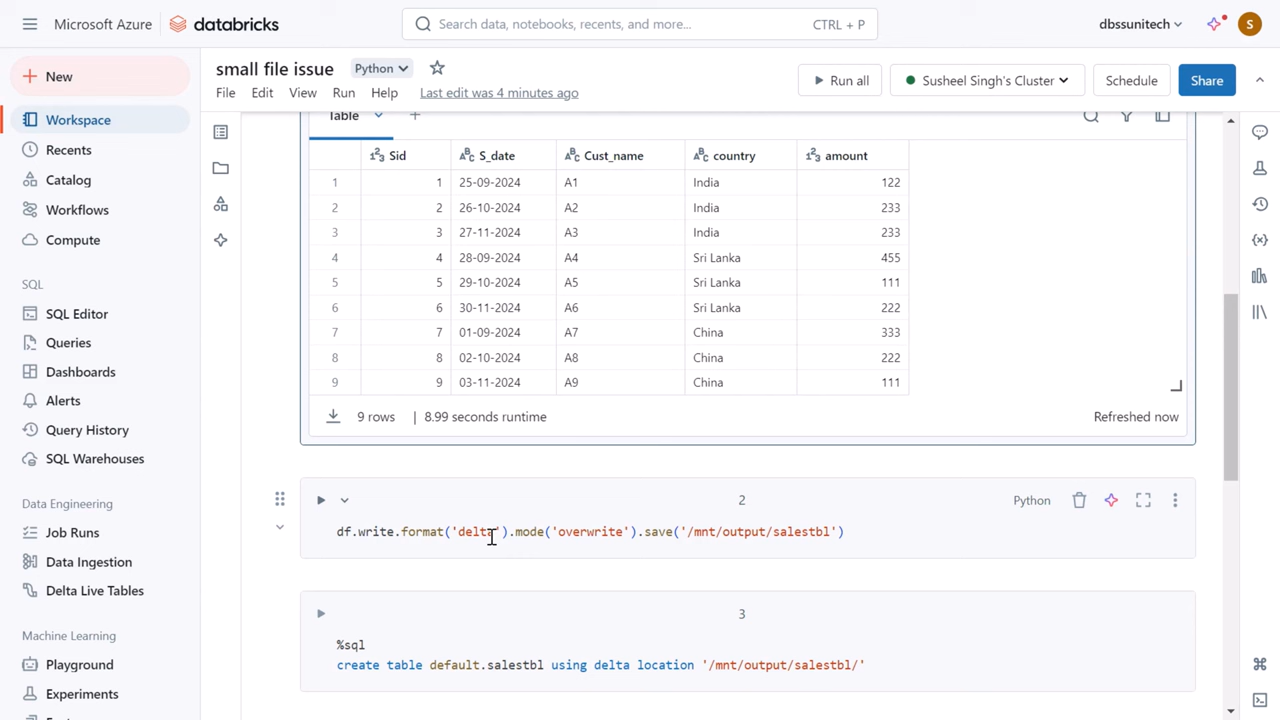 Microsoft Azure
databricks
Search data, notebooks, recents, and more...
CTRL + P
dbssunitech
S
New
Workspace
Recents
Catalog
Workflows
Compute
SQL
SQL Editor
Queries
Dashboards
Alerts
Query History
SQL Warehouses
Data Engineering
Job Runs
Data Ingestion
Delta Live Tables
Machine Learning
Playground
Experiments
small file issue
Python
File Edit View Run Help Last edit was 4 minutes ago
Run all
Susheel Singh's Cluster
Schedule
Share
Table +
Sid S_date Cust_name country amount
1 1 25-09-2024 A1 India 122
2 2 26-10-2024 A2 India 233
3 3 27-11-2024 A3 India 233
4 4 28-09-2024 A4 Sri Lanka 455
5 5 29-10-2024 A5 Sri Lanka 111
6 6 30-11-2024 A6 Sri Lanka 222
7 7 01-09-2024 A7 China 333
8 8 02-10-2024 A8 China 222
9 9 03-11-2024 A9 China 111
9 rows | 8.99 seconds runtime
Refreshed now
2
Python
df.write.format('delta').mode('overwrite').save('/mnt/output/salestbl')
3
%sql
create table default.salestbl using delta location '/mnt/output/salestbl/'